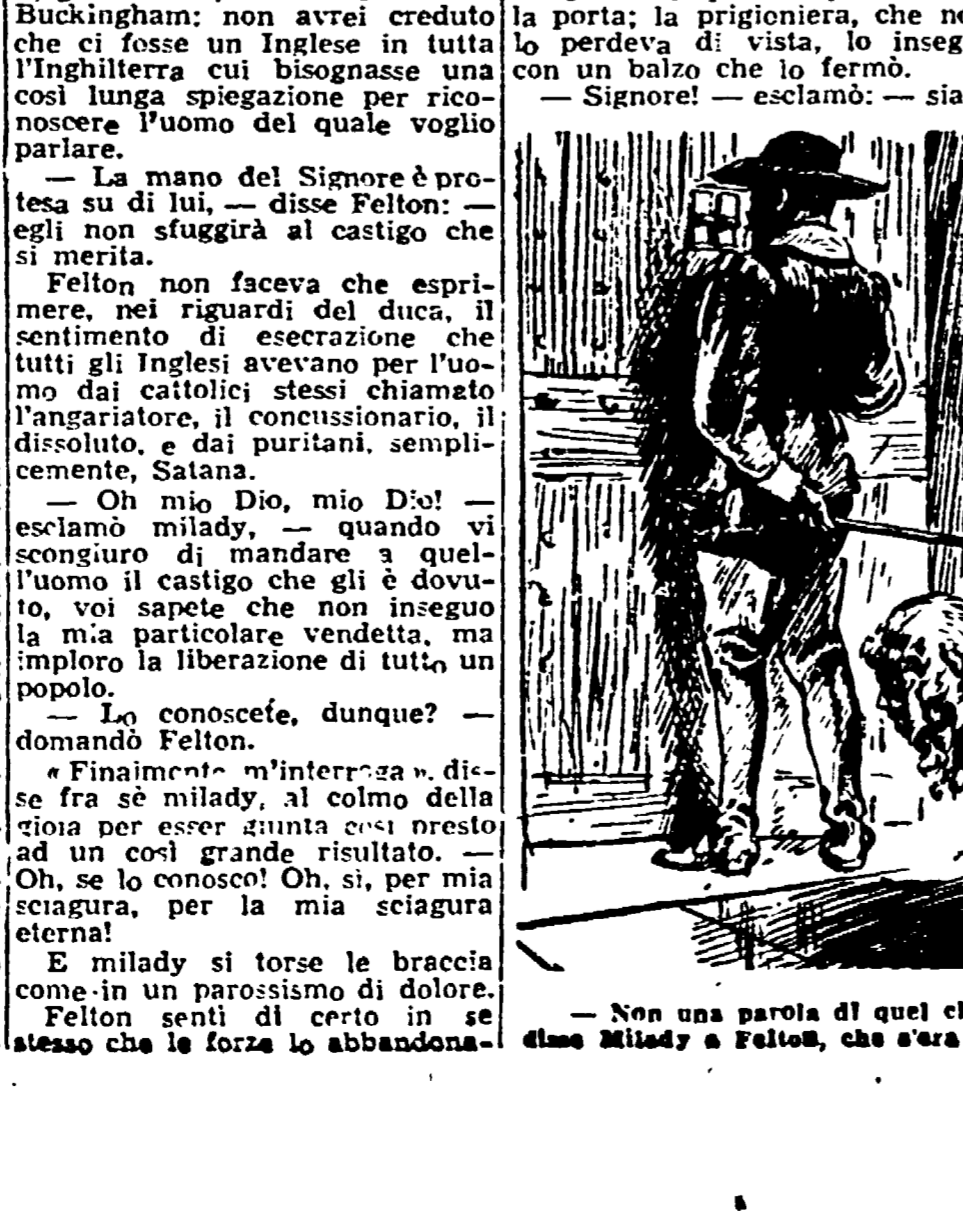 Buckingham: non avrei creduto
che ci fosse un Inglese in tutta
l'Inghilterra cui bisognasse una
così lunga spiegazione per rico-
noscere l'uomo del quale voglio
parlare.
— La mano del Signore è pro-
tesa su di lui, — disse Felton: —
egli non sfuggirà al castigo che
si merita.
Felton non faceva che espri-
mere, nei riguardi del duca, il
sentimento di esecrazione che
tutti gli Inglesi avevano per l'uo-
mo dai cattolici stessi chiamato
l'angariatore, il concussionario, il
dissoluto, e dai puritani, sempli-
cemente, Satana.
— Oh mio Dio, mio Dio! —
esclamò milady, — quando vi
scongiuro di mandare a quel-
l'uomo il castigo che gli è dovu-
to, voi sapete che non inseguo
la mia particolare vendetta, ma
imploro la liberazione di tutto un
popolo.
— Lo conoscete, dunque? —
domandò Felton.
« Finalmente m'interroga », dis-
se fra sè milady, al colmo della
gioia per esser giunta così presto
ad un così grande risultato. —
Oh, se lo conosco! Oh, sì, per mia
sciagura, per la mia sciagura
eterna!
E milady si torse le braccia
come in un parossismo di dolore.
Felton sentì di certo in se
stesso che le forze lo abbandona-
la porta; la prigioniera, che
lo perdeva di vista, lo inseg
con un balzo che lo fermò.
— Signore! — esclamò: — sia
— Non una parola di quel
disse Milady a Felton, che s'era